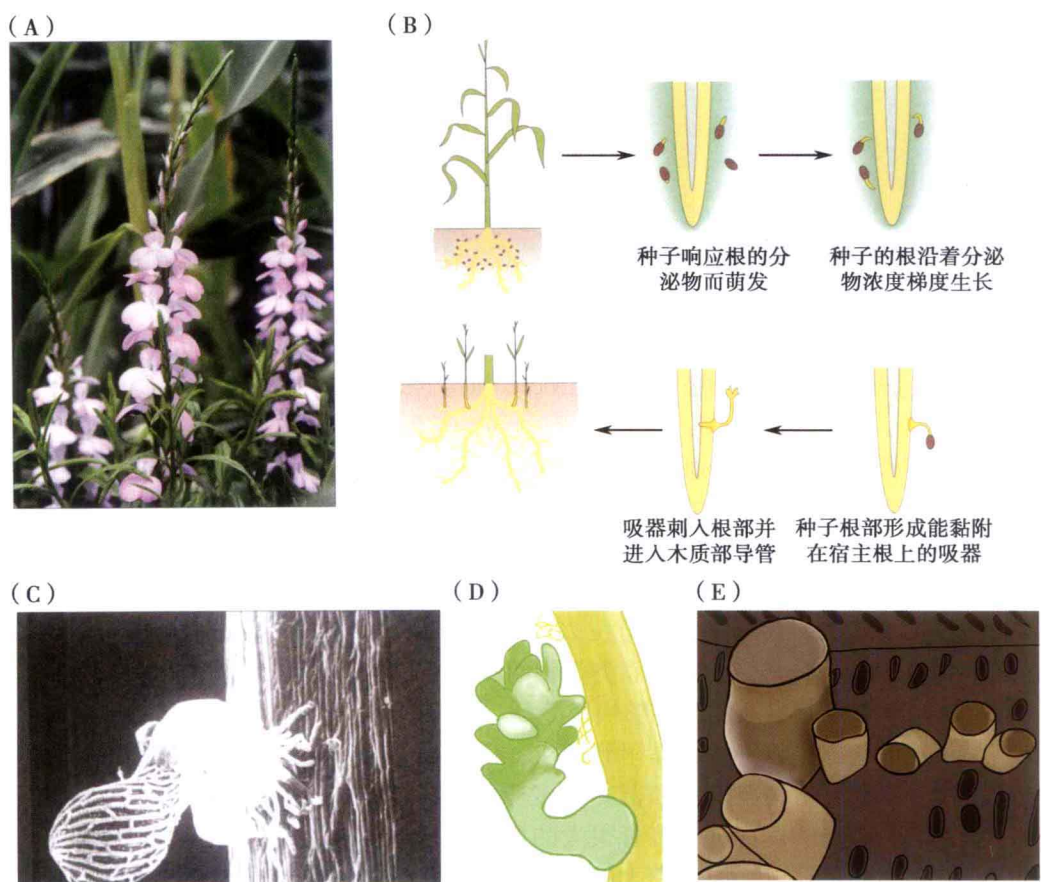 (A)
(B)
种子响应根的分
泌物而萌发
种子的根沿着分泌
物浓度梯度生长
吸器刺入根部并
进入木质部导管
种子根部形成能黏附
在宿主根上的吸器
(C)
(D)
(E)